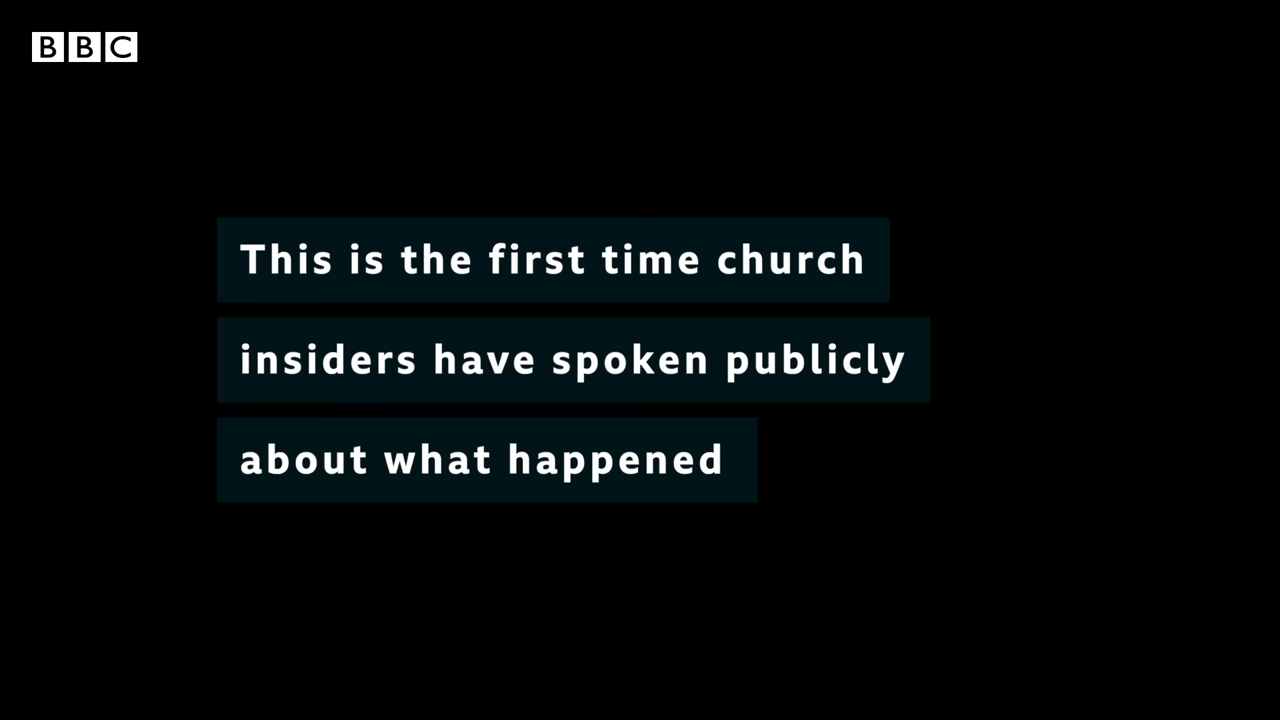 BBC
This is the first time church
insiders have spoken publicly
about what happened